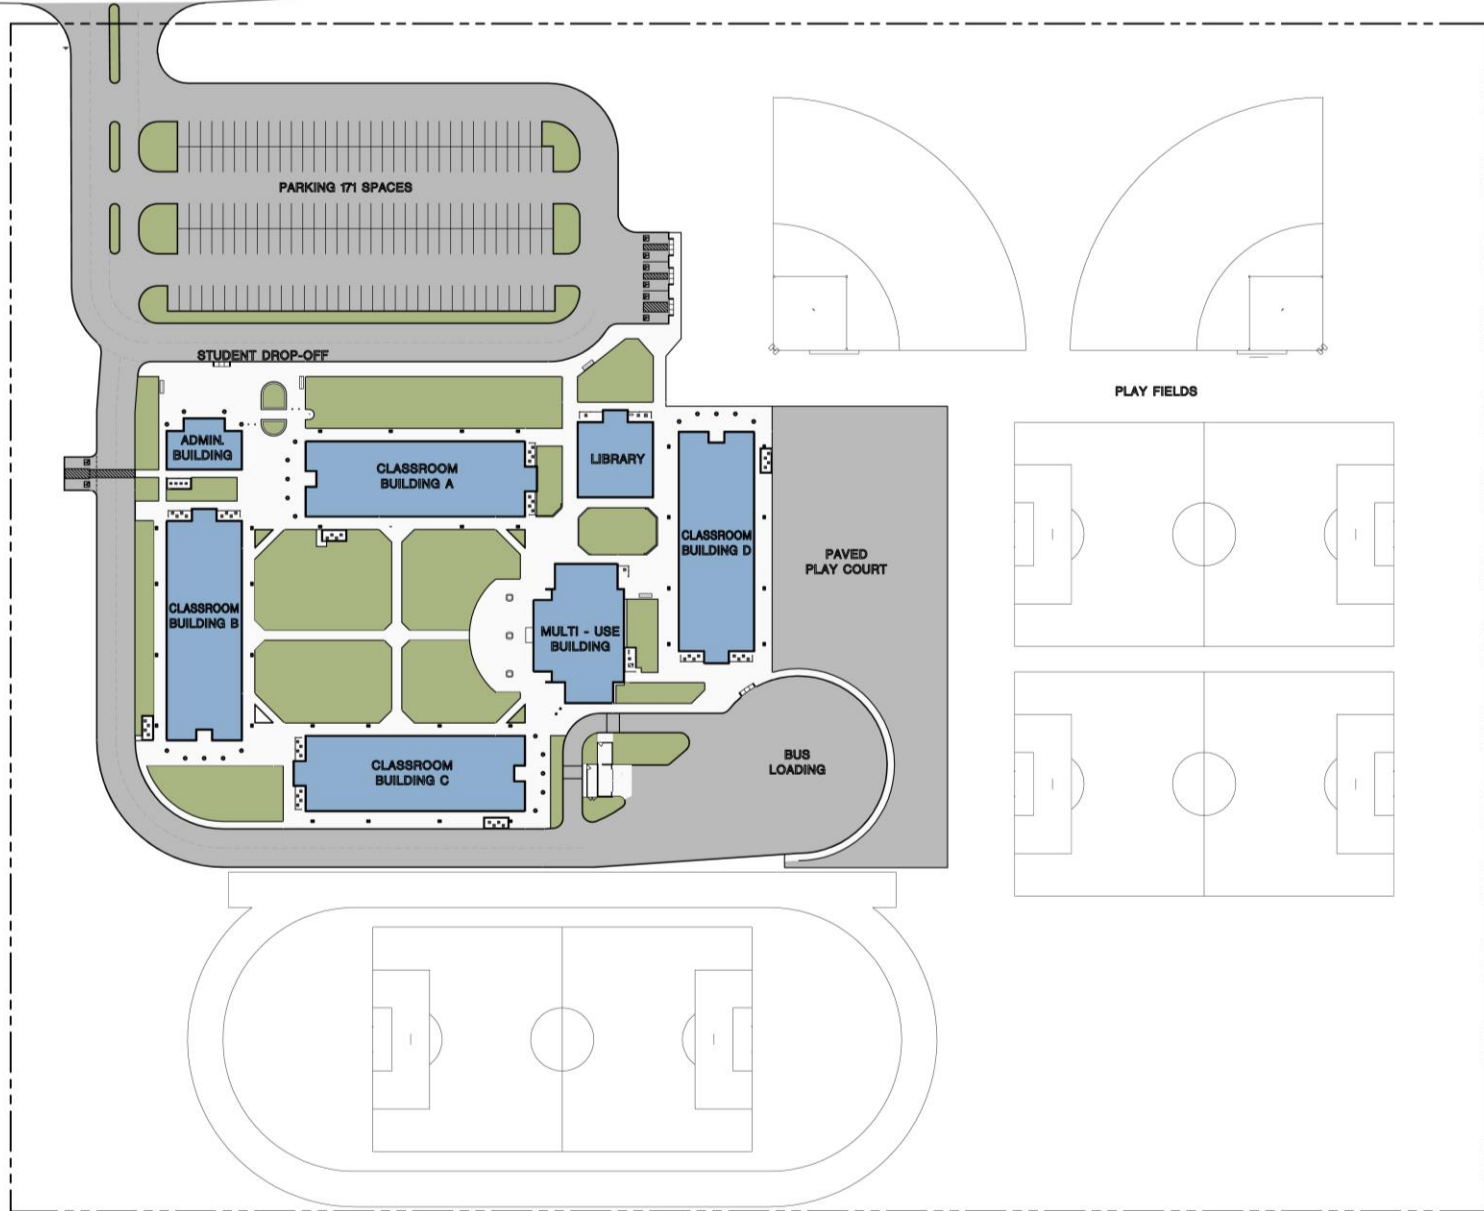 PARKING 171 SPACES
STUDENT DROP-OFF
PLAY FIELDS
ADMIN.
BUILDING
CLASSROOM
BUILDING A
LIBRARY
CLASSROOM
BUILDING D
PAVED
PLAY COURT
CLASSROOM
BUILDING B
MULTI - USE
BUILDING
CLASSROOM
BUILDING C
BUS
LOADING